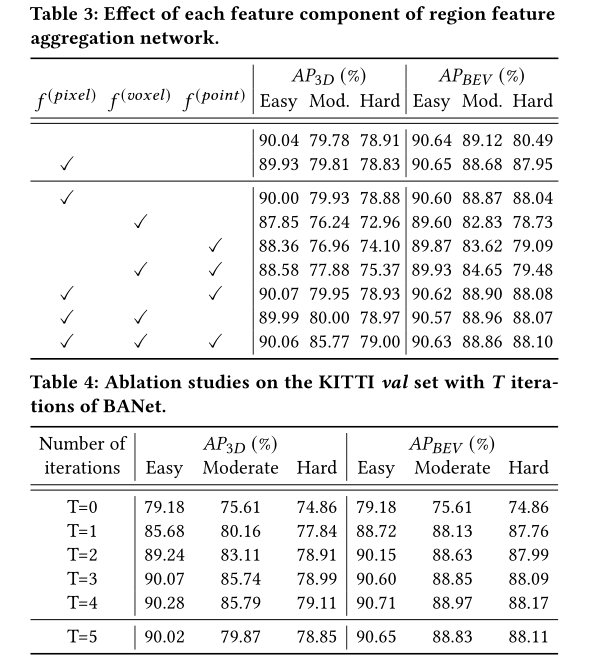 Table 3: Effect of each feature component of region feature
aggregation network.
AP3D (%) APBEV (%)
f(pixel) f(voxel) f(point) Easy Mod. Hard Easy Mod. Hard
90.04 79.78 78.91 90.64 89.12 80.49
✓ 89.93 79.81 78.83 90.65 88.68 87.95
✓ 90.00 79.93 78.88 90.60 88.87 88.04
✓ 87.85 76.24 72.96 89.60 82.83 78.73
✓ 88.36 76.96 74.10 89.87 83.62 79.09
✓ ✓ 88.58 77.88 75.37 89.93 84.65 79.48
✓ ✓ 90.07 79.95 78.93 90.62 88.90 88.08
✓ ✓ 89.99 80.00 78.97 90.57 88.96 88.07
✓ ✓ ✓ 90.06 85.77 79.00 90.63 88.86 88.10
Table 4: Ablation studies on the KITTI val set with T itera-
tions of BANet.
Number of AP3D (%) APBEV (%)
iterations Easy Moderate Hard Easy Moderate Hard
T=0 79.18 75.61 74.86 79.18 75.61 74.86
T=1 85.68 80.16 77.84 88.72 88.13 87.76
T=2 89.24 83.11 78.91 90.15 88.63 87.99
T=3 90.07 85.74 78.99 90.60 88.85 88.09
T=4 90.28 85.79 79.11 90.71 88.97 88.17
T=5 90.02 79.87 78.85 90.65 88.83 88.11